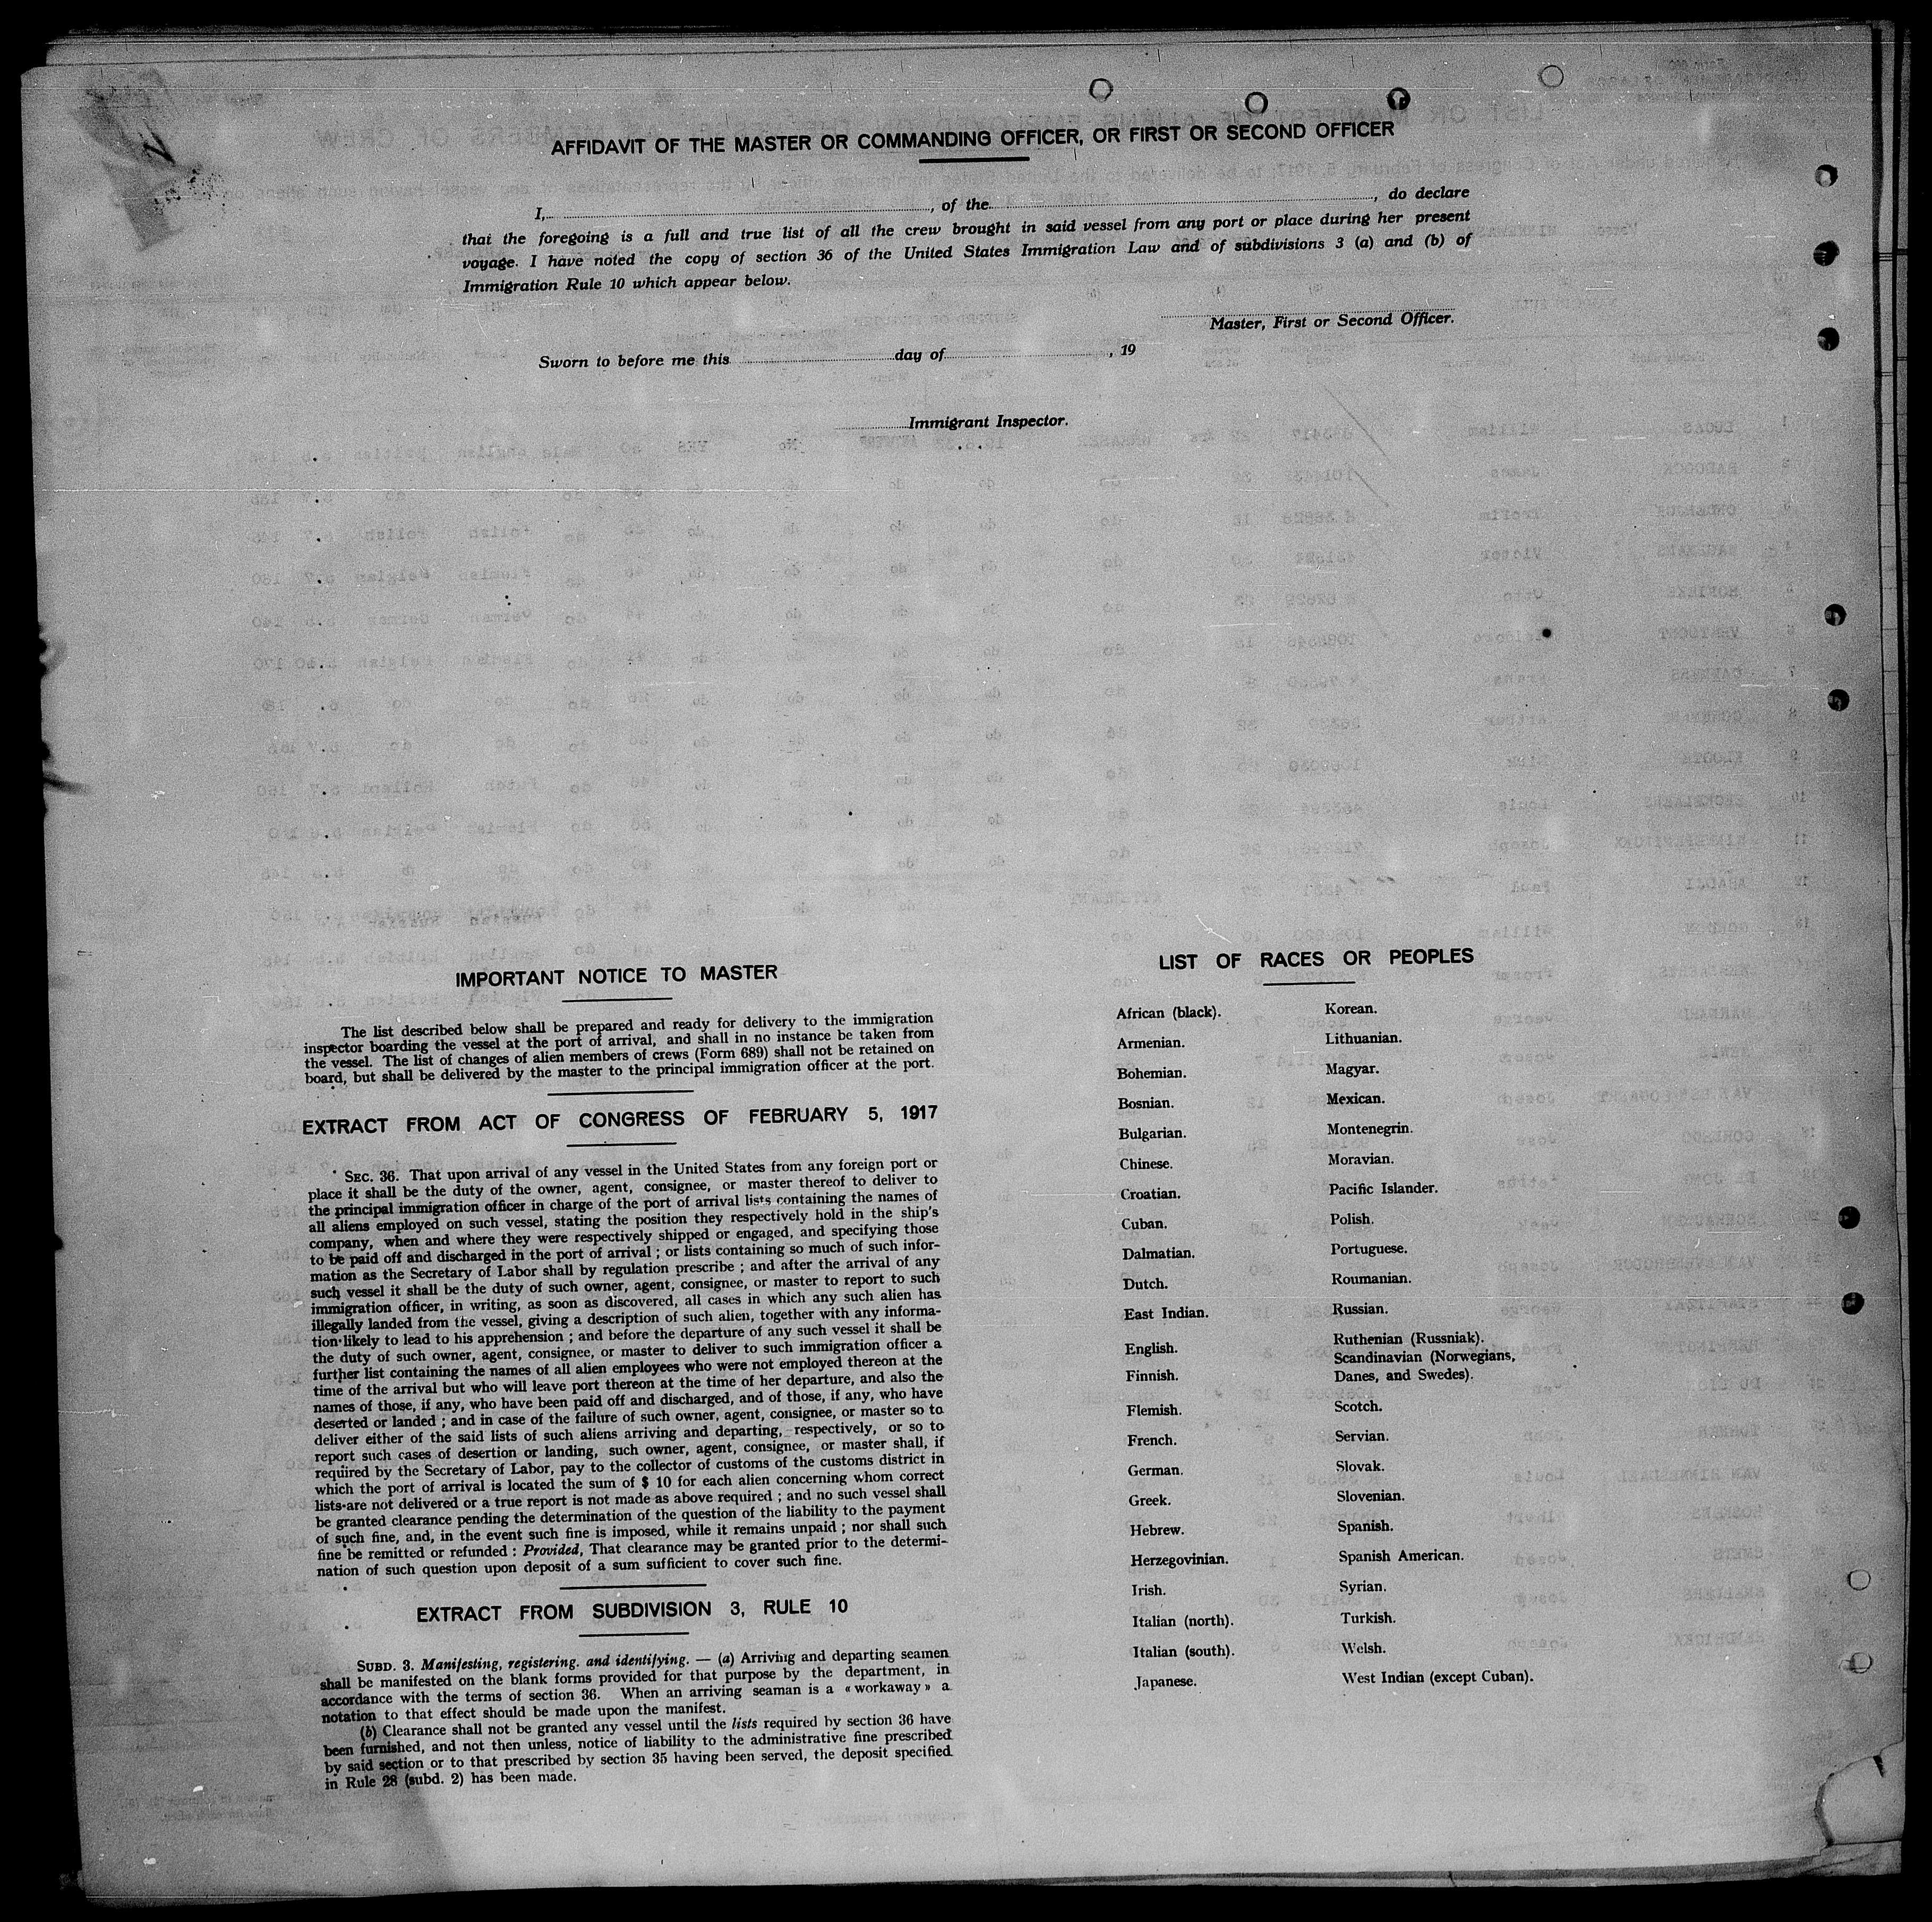 AFFIDAVIT OF THE MASTER OR COMMANDING OFFICER, OR FIRST OR SECOND OFFICER
I, , of the , do declare
that the foregoing is a full and true list of all the crew brought in said vessel from any port or place during her present
voyage. I have noted the copy of section 36 of the United States Immigration Law and of subdivisions 3 (a) and (b) of
Immigration Rule 10 which appear below.
Master, First or Second Officer.
Sworn to before me this day of , 19
Immigrant Inspector.
IMPORTANT NOTICE TO MASTER
The list described below shall be prepared and ready for delivery to the immigration
inspector boarding the vessel at the port of arrival, and shall in no instance be taken from
the vessel. The list of changes of alien members of crews (Form 689) shall not be retained on
board, but shall be delivered by the master to the principal immigration officer at the port.
EXTRACT FROM ACT OF CONGRESS OF FEBRUARY 5, 1917
SEC. 36. That upon arrival of any vessel in the United States from any foreign port or
place it shall be the duty of the owner, agent, consignee, or master thereof to deliver to
the principal immigration officer in charge of the port of arrival lists containing the names of
all aliens employed on such vessel, stating the position they respectively hold in the ship's
company, when and where they were respectively shipped or engaged, and specifying those
to be paid off and discharged in the port of arrival ; or lists containing so much of such infor-
mation as the Secretary of Labor shall by regulation prescribe ; and after the arrival of any
such vessel it shall be the duty of such owner, agent, consignee, or master to report to such
immigration officer, in writing, as soon as discovered, all cases in which any such alien has
illegally landed from the vessel, giving a description of such alien, together with any informa-
tion likely to lead to his apprehension ; and before the departure of any such vessel it shall be
the duty of such owner, agent, consignee, or master to deliver to such immigration officer a
further list containing the names of all alien employees who were not employed thereon at the
time of the arrival but who will leave port thereon at the time of her departure, and also the
names of those, if any, who have been paid off and discharged, and of those, if any, who have
deserted or landed ; and in case of the failure of such owner, agent, consignee, or master so to
deliver either of the said lists of such aliens arriving and departing, respectively, or so to
report such cases of desertion or landing, such owner, agent, consignee, or master shall, if
required by the Secretary of Labor, pay to the collector of customs of the customs district in
which the port of arrival is located the sum of $ 10 for each alien concerning whom correct
lists are not delivered or a true report is not made as above required ; and no such vessel shall
be granted clearance pending the determination of the question of the liability to the payment
of such fine, and, in the event such fine is imposed, while it remains unpaid ; nor shall such
fine be remitted or refunded : Provided, That clearance may be granted prior to the determi-
nation of such question upon deposit of a sum sufficient to cover such fine.
EXTRACT FROM SUBDIVISION 3, RULE 10
SUBD. 3. Manifesting, registering. and identifying. — (a) Arriving and departing seamen
shall be manifested on the blank forms provided for that purpose by the department, in
accordance with the terms of section 36. When an arriving seaman is a « workaway » a
notation to that effect should be made upon the manifest.
(b) Clearance shall not be granted any vessel until the lists required by section 36 have
been furnished, and not then unless, notice of liability to the administrative fine prescribed
by said section or to that prescribed by section 35 having been served, the deposit specified
in Rule 28 (subd. 2) has been made.
LIST OF RACES OR PEOPLES
African (black).
Armenian.
Bohemian.
Bosnian.
Bulgarian.
Chinese.
Croatian.
Cuban.
Dalmatian.
Dutch.
East Indian.
English.
Finnish.
Flemish.
French.
German.
Greek.
Hebrew.
Herzegovinian.
Irish.
Italian (north).
Italian (south).
Japanese.
Korean.
Lithuanian.
Magyar.
Mexican.
Montenegrin.
Moravian.
Pacific Islander.
Polish.
Portuguese.
Roumanian.
Russian.
Ruthenian (Russniak).
Scandinavian (Norwegians,
Danes, and Swedes).
Scotch.
Servian.
Slovak.
Slovenian.
Spanish.
Spanish American.
Syrian.
Turkish.
Welsh.
West Indian (except Cuban).